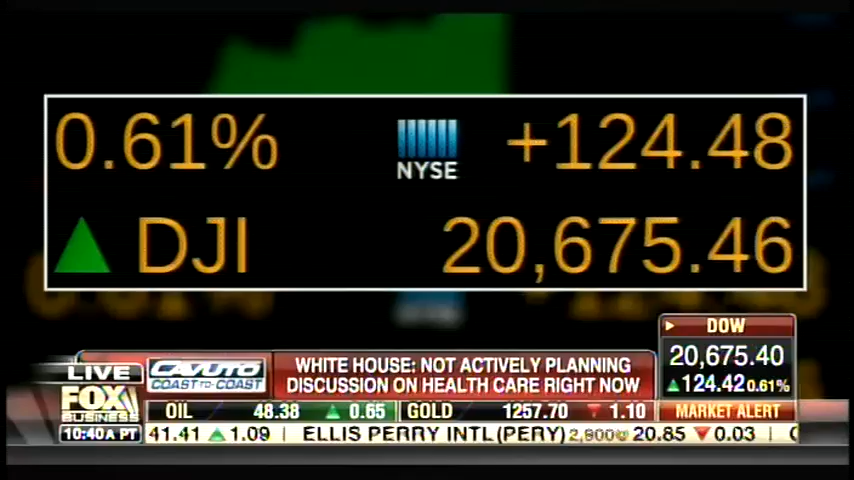 0.61%
NYSE
+124.48
▲ DJI
20,675.46
DOW
20,675.40
▲124.42 0.61%
MARKET ALERT
LIVE
FOX
BUSINESS
10:40A PT
CAVUTO
COAST-TO-COAST
WHITE HOUSE: NOT ACTIVELY PLANNING
DISCUSSION ON HEALTH CARE RIGHT NOW
OIL 48.38 ▲ 0.65 GOLD 1257.70 ▼ 1.10
41.41 ▲ 1.09 | ELLIS PERRY INTL(PERY) 20.85 ▼ 0.03 |